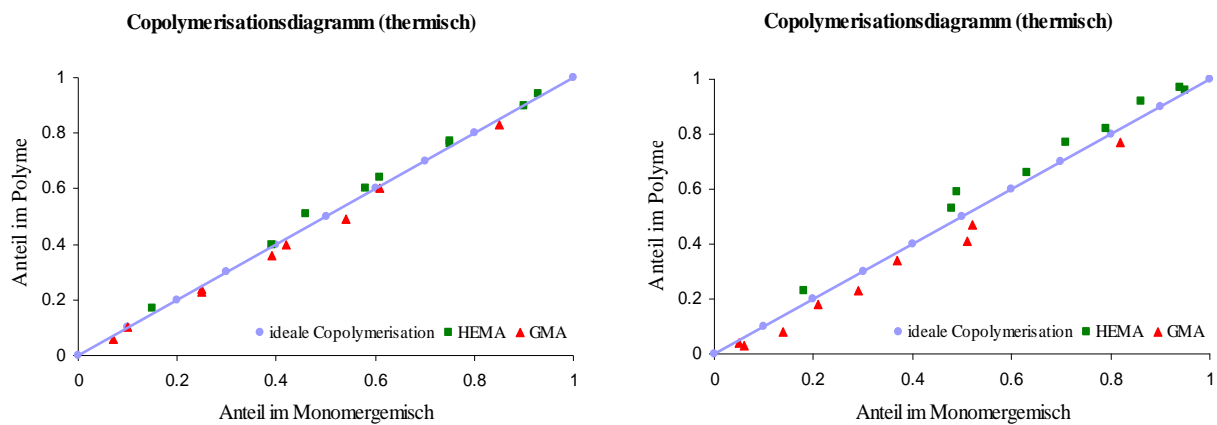 Copolymerisationsdiagramm (thermisch)
Anteil im Polyme
1
0.8
0.6
0.4
0.2
0
ideale Copolymerisation HEMA GMA
0 0.2 0.4 0.6 0.8 1
Anteil im Monomergemisch
Copolymerisationsdiagramm (thermisch)
Anteil im Polyme
1
0.8
0.6
0.4
0.2
0
ideale Copolymerisation HEMA GMA
0 0.2 0.4 0.6 0.8 1
Anteil im Monomergemisch